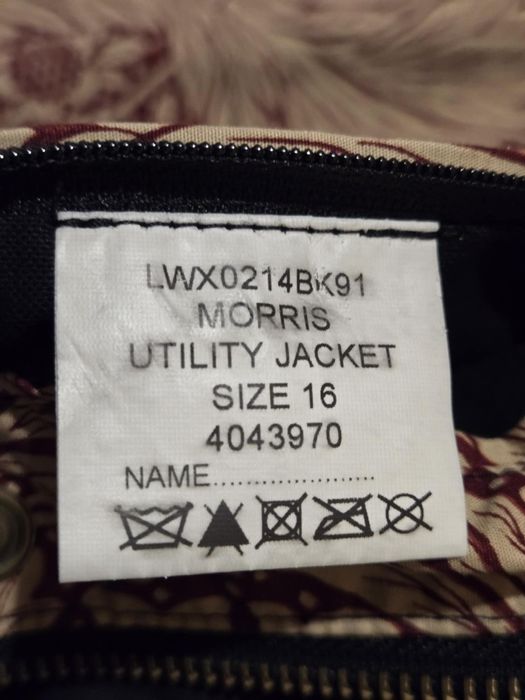 LWX0214BK91
MORRIS
UTILITY JACKET
SIZE 16
4043970
NAME.....................